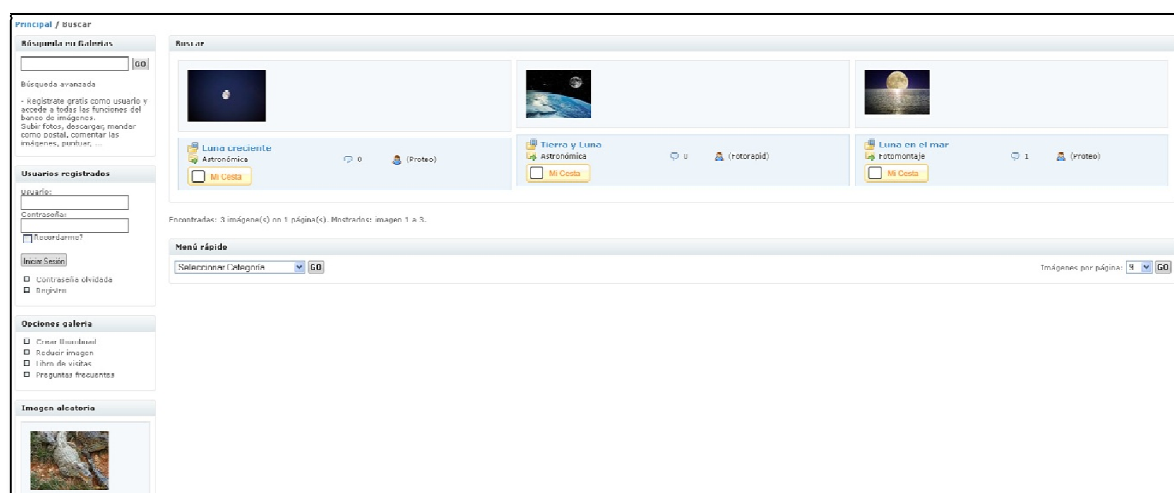 Principal / Buscar
Búsqueda en Galerias
GO
Búsqueda avanzada
- Regístrate gratis como usuario y
accede a todas las funciones del
banco de imágenes.
Subir fotos, descargar, mandar
como postal, comentar las
imágenes, puntuar, ...
Usuarios registrados
Usuario:
Contraseña:
Recordarme?
Iniciar Sesión
Contraseña olvidada
Registro
Opciones galeria
Crear thumbnail
Reducir imagen
Libro de visitas
Preguntas frecuentes
Imagen aleatoria
Buscar
Luna creciente
Astronómica 0 (Proteo)
Mi Cesta
Tierra y Luna
Astronómica 0 (Fotorapid)
Mi Cesta
Luna en el mar
Fotomontaje 1 (Proteo)
Mi Cesta
Encontradas: 3 imágene(s) en 1 página(s). Mostrados: imagen 1 a 3.
Menú rápido
Seleccionar Categoria GO
Imágenes por página: 9 GO